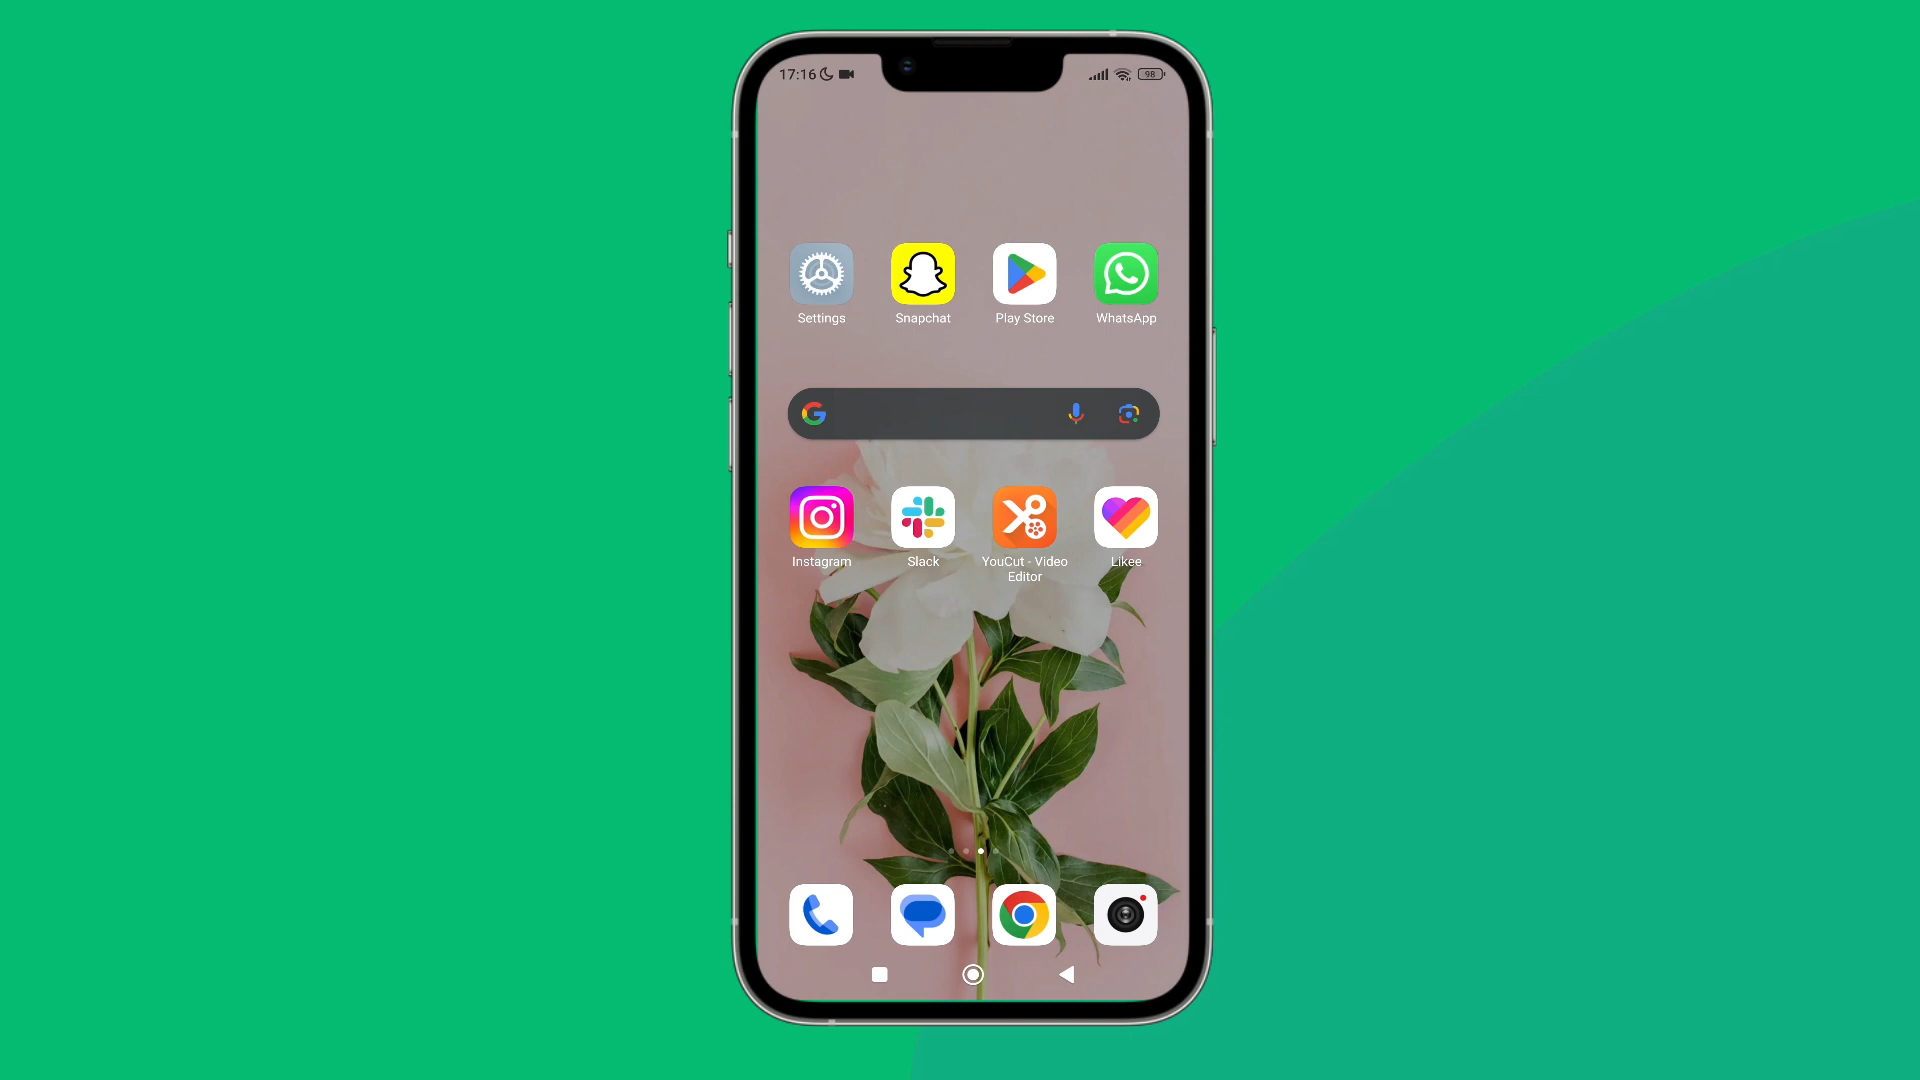 17:16
98
Settings Snapchat Play Store WhatsApp
Instagram Slack YouCut - Video Likee
Editor